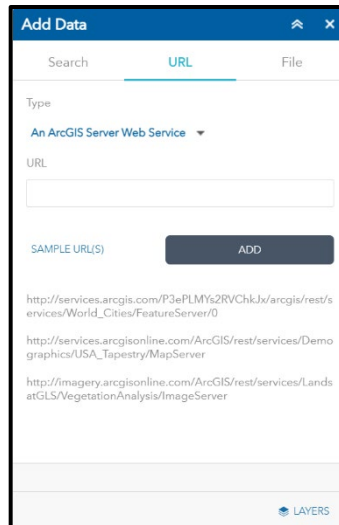 Add Data
Search URL File
Type
An ArcGIS Server Web Service
URL
SAMPLE URL(S) ADD
http://services.arcgis.com/P3ePLMYs2RVChkJx/arcgis/rest/s
ervices/World_Cities/FeatureServer/0
http://services.arcgisonline.com/ArcGIS/rest/services/Demo
graphics/USA_Tapestry/MapServer
http://imagery.arcgisonline.com/ArcGIS/rest/services/Lands
atGLS/VegetationAnalysis/ImageServer
LAYERS